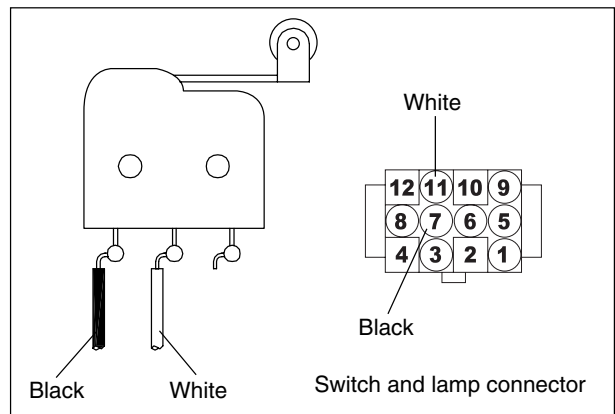 White
12 11 10 9
8 7 6 5
4 3 2 1
Black
Black White
Switch and lamp connector